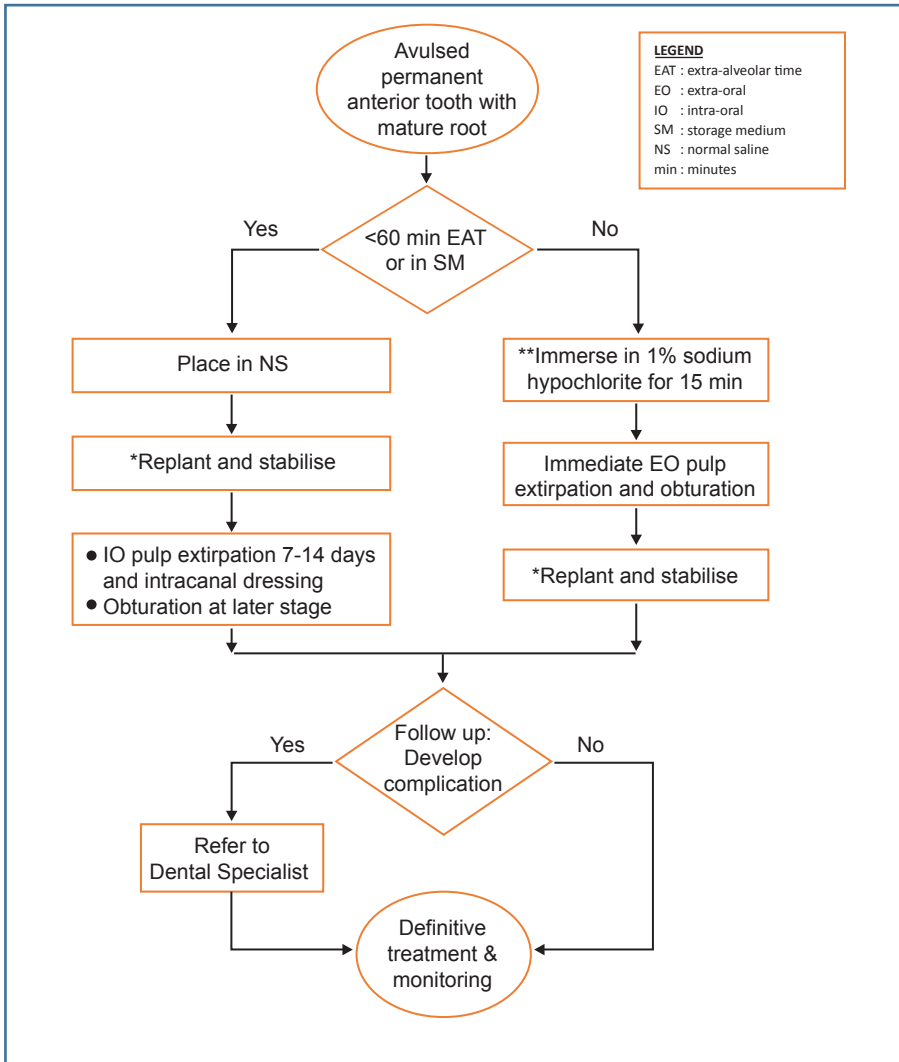 Avulsed
permanent
anterior tooth with
mature root
LEGEND
EAT : extra-alveolar time
EO : extra-oral
IO : intra-oral
SM : storage medium
NS : normal saline
min : minutes
<60 min EAT
or in SM
Yes
No
Place in NS
*Replant and stabilise
● IO pulp extirpation 7-14 days
and intracanal dressing
● Obturation at later stage
**Immerse in 1% sodium
hypochlorite for 15 min
Immediate EO pulp
extirpation and obturation
*Replant and stabilise
Follow up:
Develop
complication
Yes
No
Refer to
Dental Specialist
Definitive
treatment &
monitoring